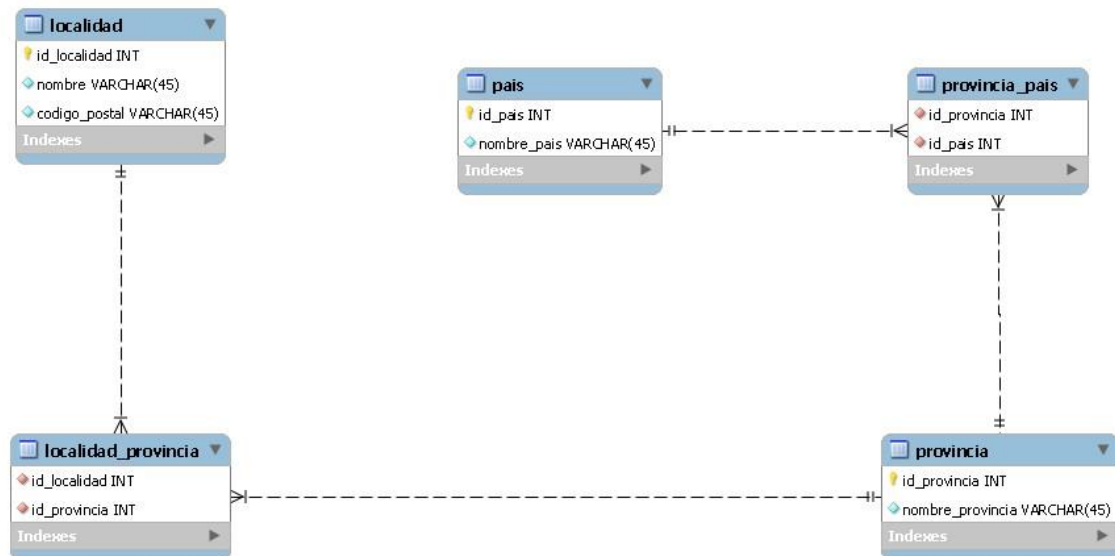 localidad
id_localidad INT
nombre VARCHAR(45)
codigo_postal VARCHAR(45)
Indexes
pais
id_pais INT
nombre_pais VARCHAR(45)
Indexes
provincia_pais
id_provincia INT
id_pais INT
Indexes
localidad_provincia
id_localidad INT
id_provincia INT
Indexes
provincia
id_provincia INT
nombre_provincia VARCHAR(45)
Indexes